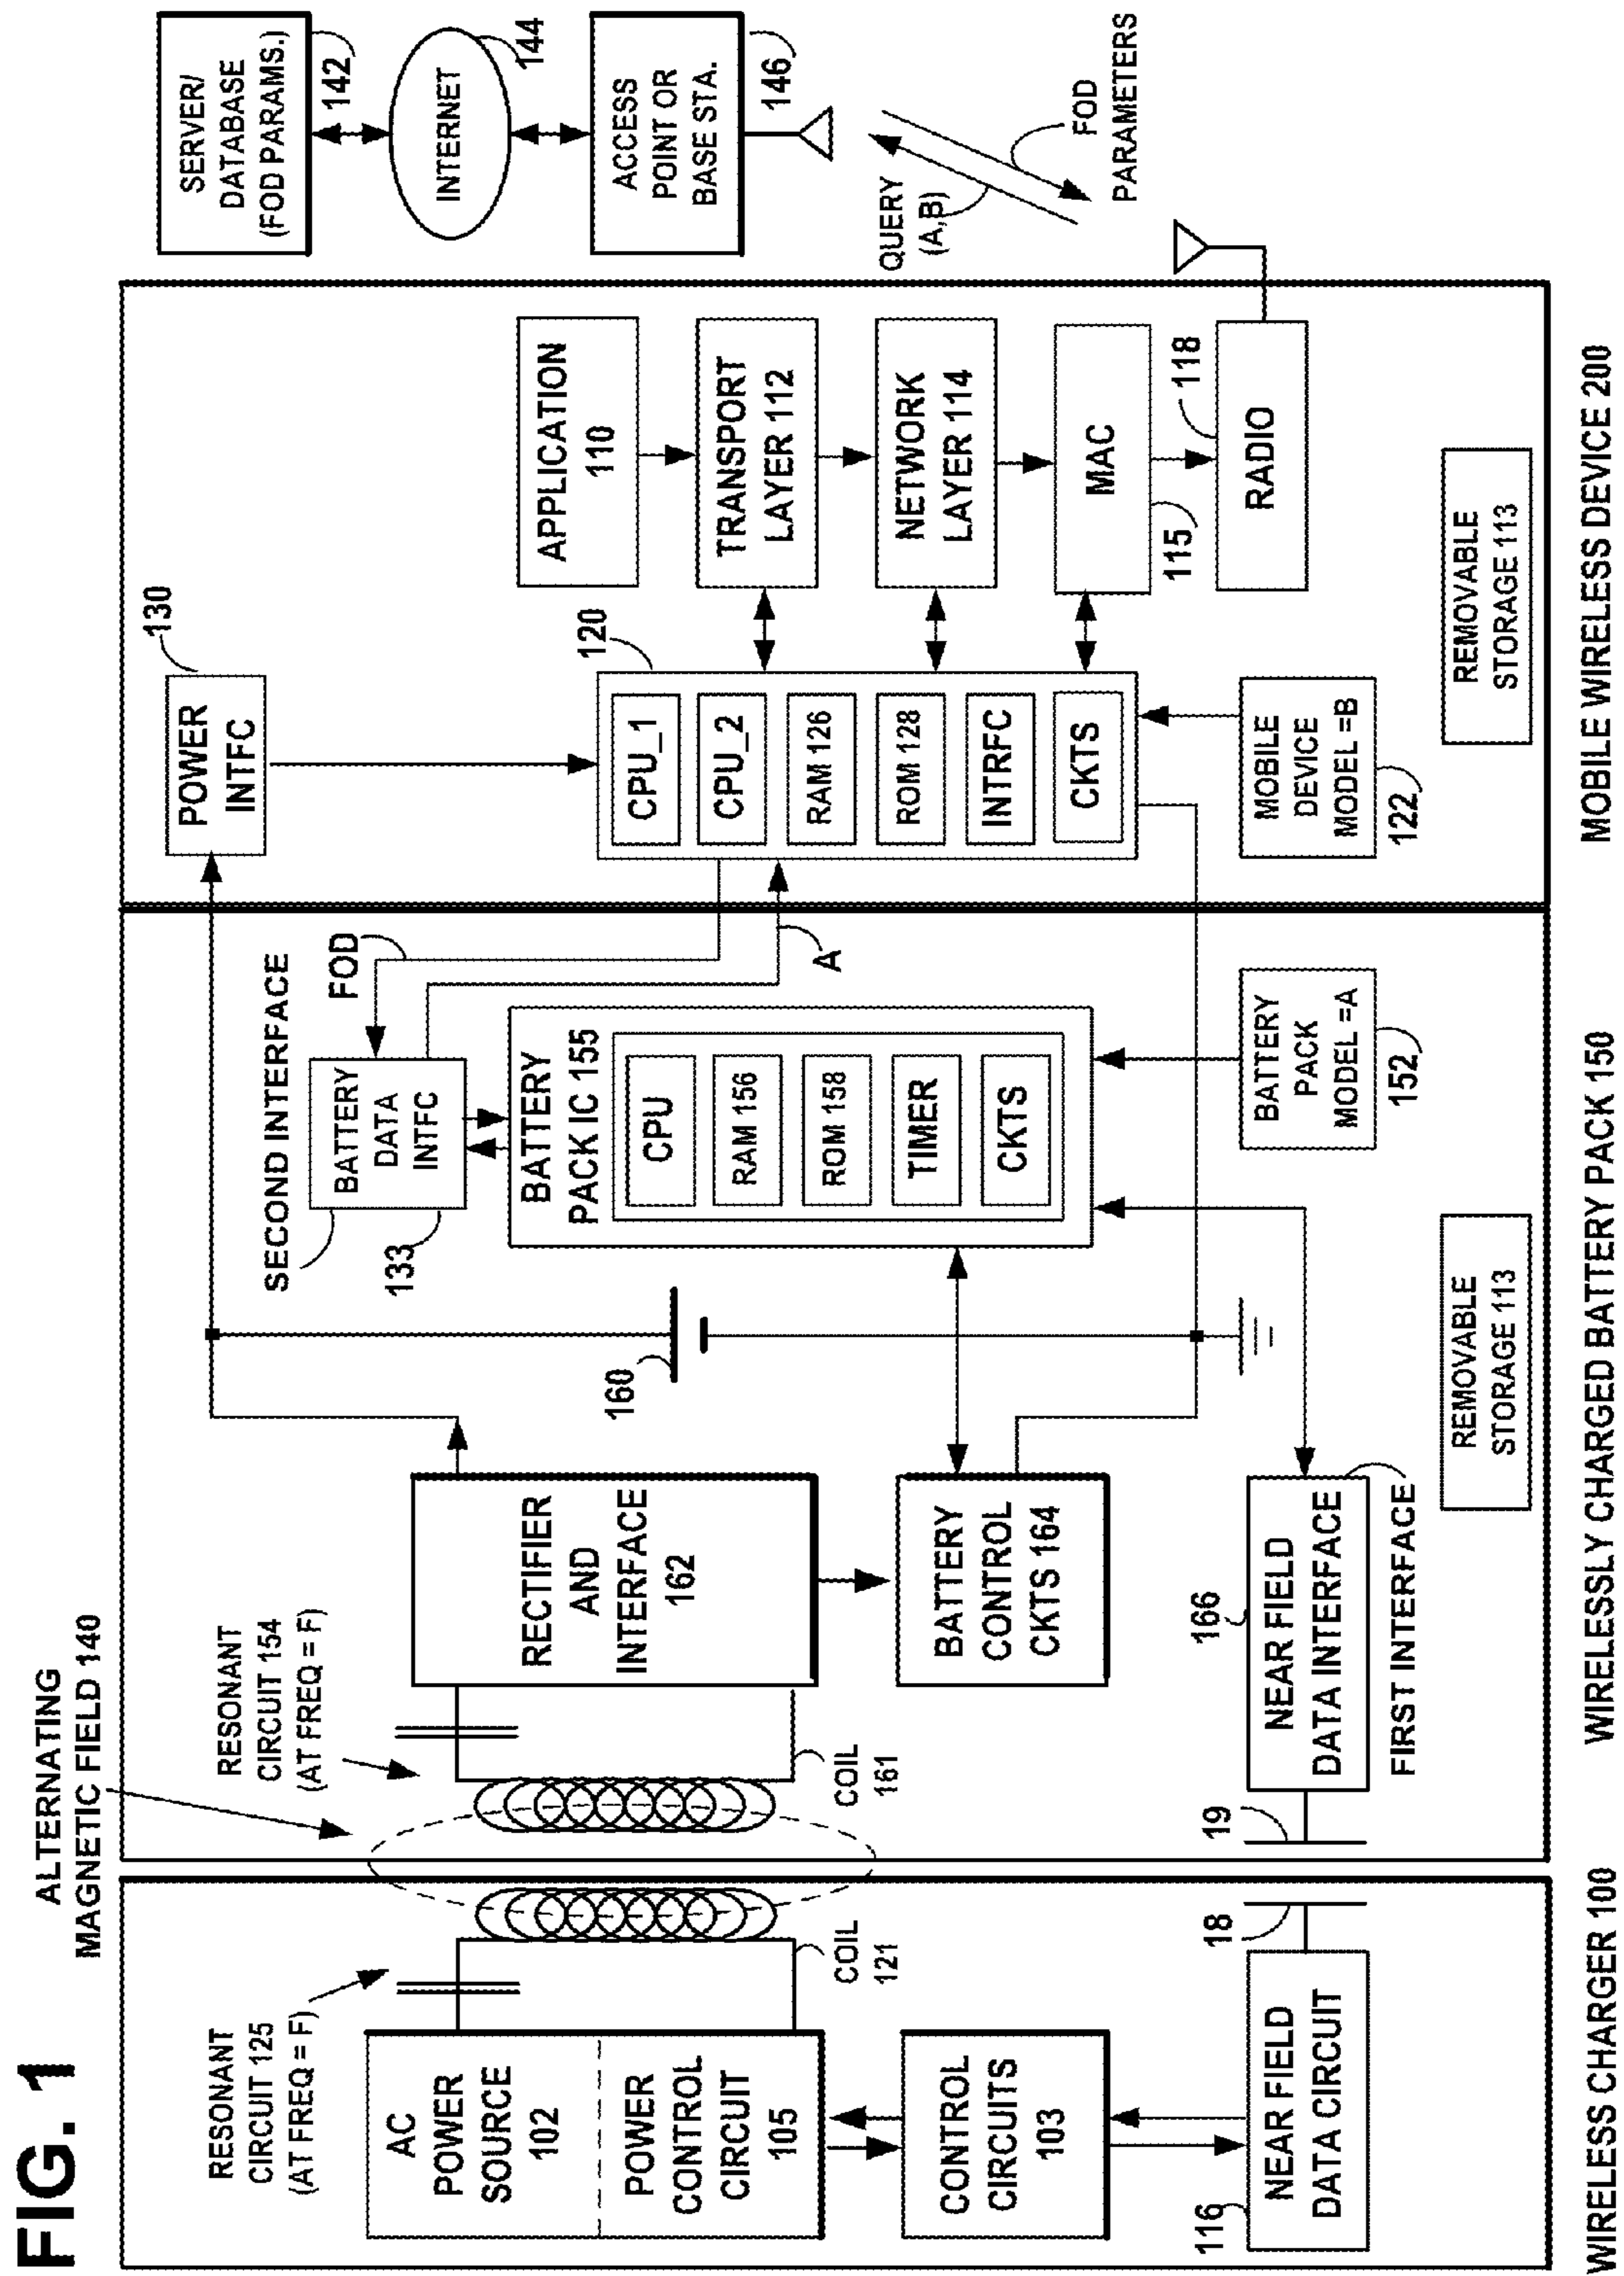 FIG. 1
ALTERNATING
MAGNETIC FIELD 140
RESONANT
CIRCUIT 125
(AT FREQ = F)
AC
POWER
SOURCE
102
POWER
CONTROL
CIRCUIT
105
COIL
121
CONTROL
CIRCUITS
103
116
NEAR FIELD
DATA CIRCUIT
18
WIRELESS CHARGER 100
RESONANT
CIRCUIT 154
(AT FREQ = F)
COIL
161
RECTIFIER
AND
INTERFACE
162
BATTERY
CONTROL
CKTS 164
166
NEAR FIELD
DATA INTERFACE
FIRST INTERFACE
19
160
SECOND INTERFACE
BATTERY
DATA
INTFC
133
FOD
A
BATTERY
PACK IC 155
CPU
RAM 156
ROM 158
TIMER
CKTS
BATTERY
PACK
MODEL =A
152
REMOVABLE
STORAGE 113
WIRELESSLY CHARGED BATTERY PACK 150
POWER
INTFC
130
120
CPU_1
CPU_2
RAM 126
ROM 128
INTRFC
CKTS
MOBILE
DEVICE
MODEL =B
122
APPLICATION
110
TRANSPORT
LAYER 112
NETWORK
LAYER 114
MAC
115
RADIO
118
REMOVABLE
STORAGE 113
MOBILE WIRELESS DEVICE 200
SERVER/
DATABASE
(FOD PARAMS.)
142
INTERNET
144
ACCESS
POINT OR
BASE STA.
146
QUERY
(A,B)
FOD
PARAMETERS